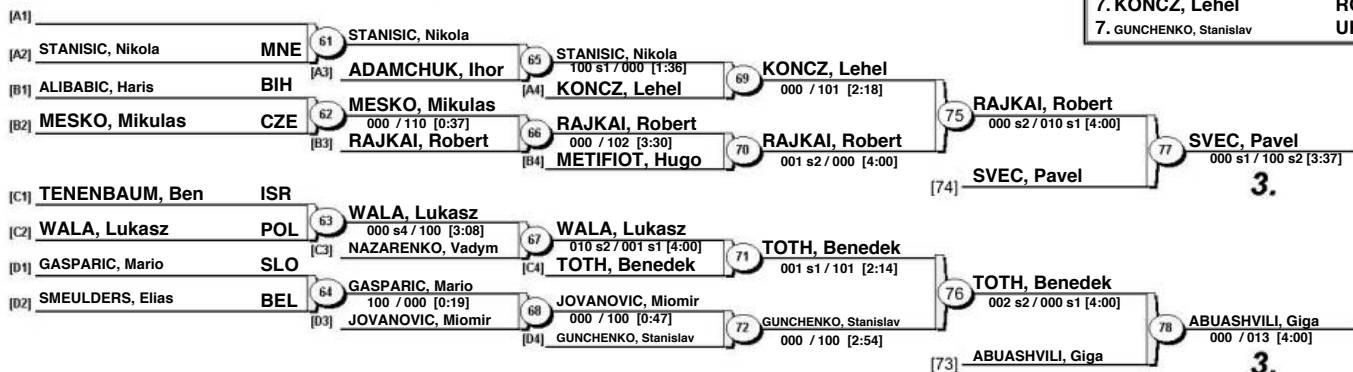 7. KONCZ, Lehel
7. GUNCHENKO, Stanislav
[A1]
[A2] STANISIC, Nikola MNE
61 STANISIC, Nikola
[A3] ADAMCHUK, Ihor
65 STANISIC, Nikola
100 s1 / 000 [1:36]
[A4] KONCZ, Lehel
69 KONCZ, Lehel
000 / 101 [2:18]
[B1] ALIBABIC, Haris BIH
[B2] MESKO, Mikulas CZE
62 MESKO, Mikulas
000 / 110 [0:37]
[B3] RAJKAI, Robert
66 RAJKAI, Robert
000 / 102 [3:30]
[B4] METIFIOT, Hugo
70 RAJKAI, Robert
001 s2 / 000 [4:00]
75 RAJKAI, Robert
000 s2 / 010 s1 [4:00]
[74] SVEC, Pavel
77 SVEC, Pavel
000 s1 / 100 s2 [3:37]
3.
[C1] TENENBAUM, Ben ISR
[C2] WALA, Lukasz POL
63 WALA, Lukasz
000 s4 / 100 [3:08]
[C3] NAZARENKO, Vadym
67 WALA, Lukasz
010 s2 / 001 s1 [4:00]
[C4] TOTH, Benedek
71 TOTH, Benedek
001 s1 / 101 [2:14]
[D1] GASPARIC, Mario SLO
[D2] SMEULDERS, Elias BEL
64 GASPARIC, Mario
100 / 000 [0:19]
[D3] JOVANOVIC, Miomir
68 JOVANOVIC, Miomir
000 / 100 [0:47]
[D4] GUNCHENKO, Stanislav
72 GUNCHENKO, Stanislav
000 / 100 [2:54]
76 TOTH, Benedek
002 s2 / 000 s1 [4:00]
[73] ABUASHVILI, Giga
78 ABUASHVILI, Giga
000 / 013 [4:00]
3.